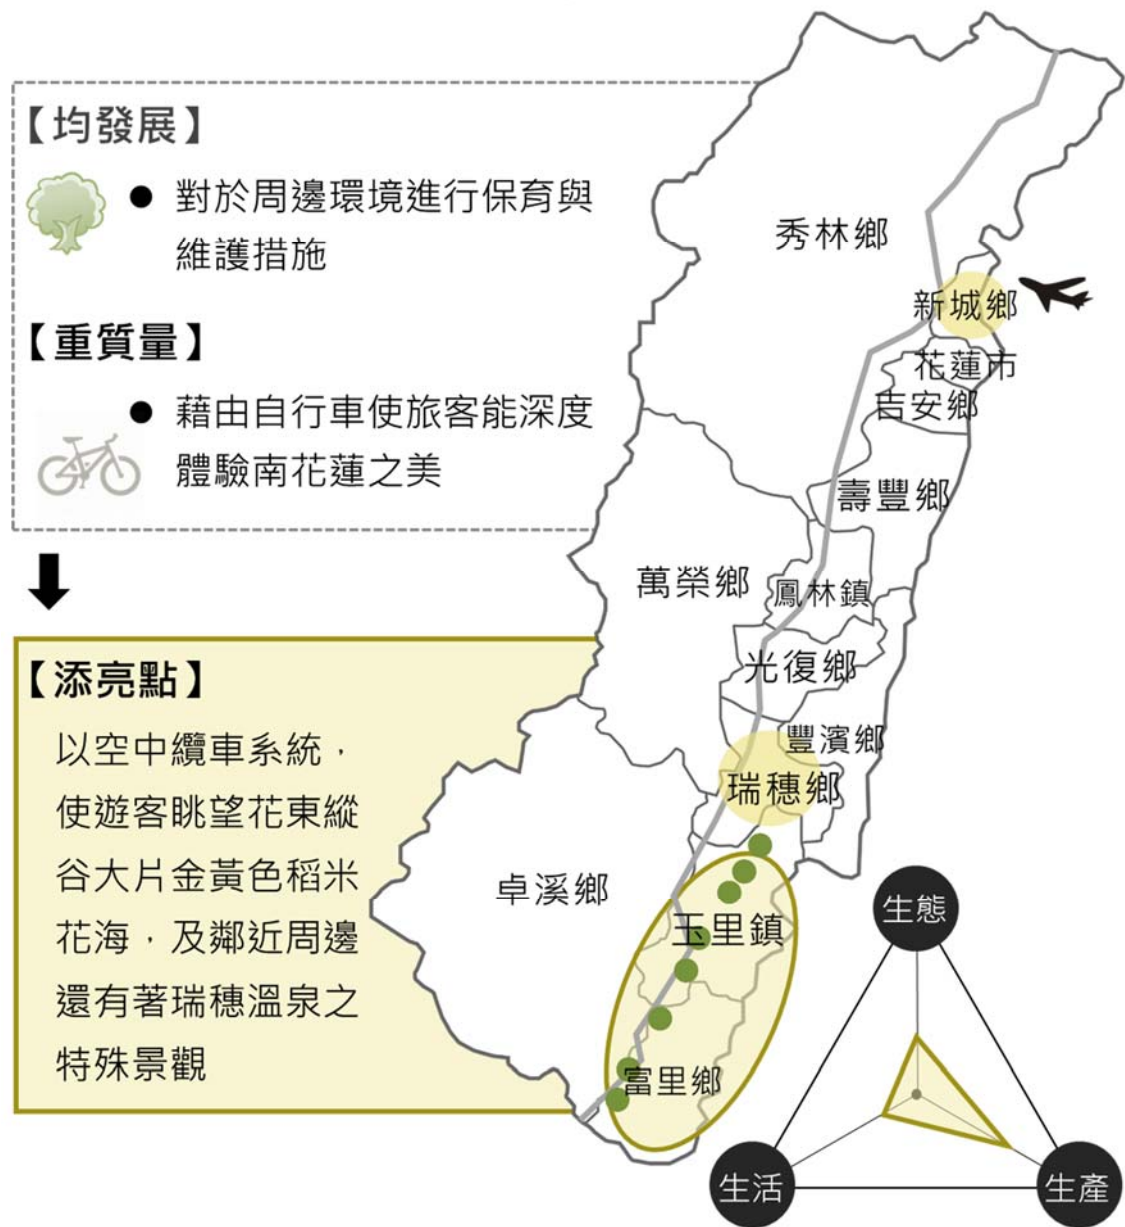 【均發展】
● 對於周邊環境進行保育與
維護措施
【重質量】
● 藉由自行車使旅客能深度
體驗南花蓮之美
【添亮點】
以空中纜車系統，
使遊客眺望花東縱
谷大片金黃色稻米
花海，及鄰近周邊
還有著瑞穗溫泉之
特殊景觀
秀林鄉
新城鄉
花蓮市
吉安鄉
壽豐鄉
萬榮鄉
鳳林鎮
光復鄉
豐濱鄉
瑞穗鄉
卓溪鄉
玉里鎮
富里鄉
生態
生活
生產